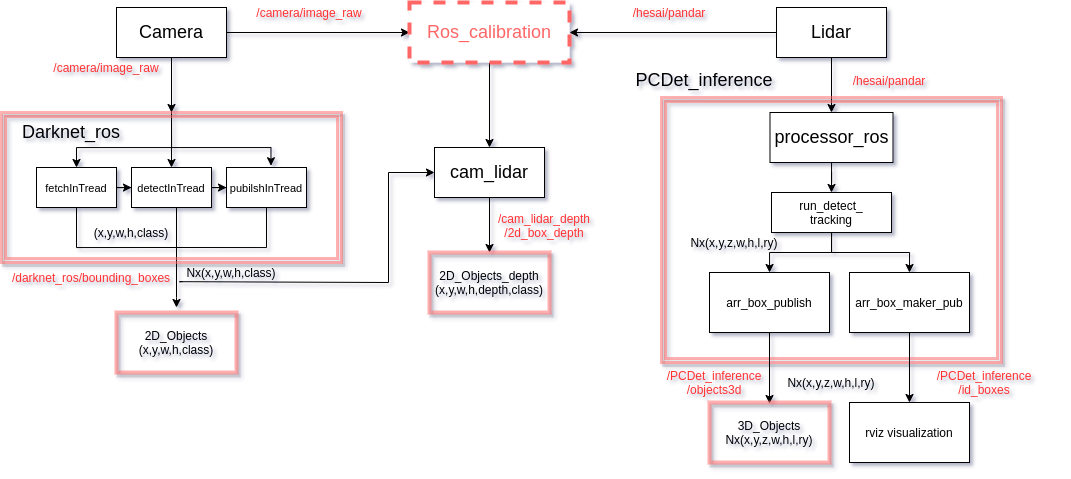 /camera/image_raw
/hesai/pandar
Camera
Ros_calibration
Lidar
/camera/image_raw
PCDet_inference
/hesai/pandar
Darknet_ros
processor_ros
fetchInTread
detectInTread
pubilshInTread
cam_lidar
run_detect_
tracking
(x,y,w,h,class)
/cam_lidar_depth
/2d_box_depth
Nx(x,y,z,w,h,l,ry)
/darknet_ros/bounding_boxes
Nx(x,y,w,h,class)
2D_Objects_depth
(x,y,w,h,depth,class)
arr_box_publish
arr_box_maker_pub
2D_Objects
(x,y,w,h,class)
/PCDet_inference
/objects3d
Nx(x,y,z,w,h,l,ry)
/PCDet_inference
/id_boxes
3D_Objects
Nx(x,y,z,w,h,l,ry)
rviz visualization